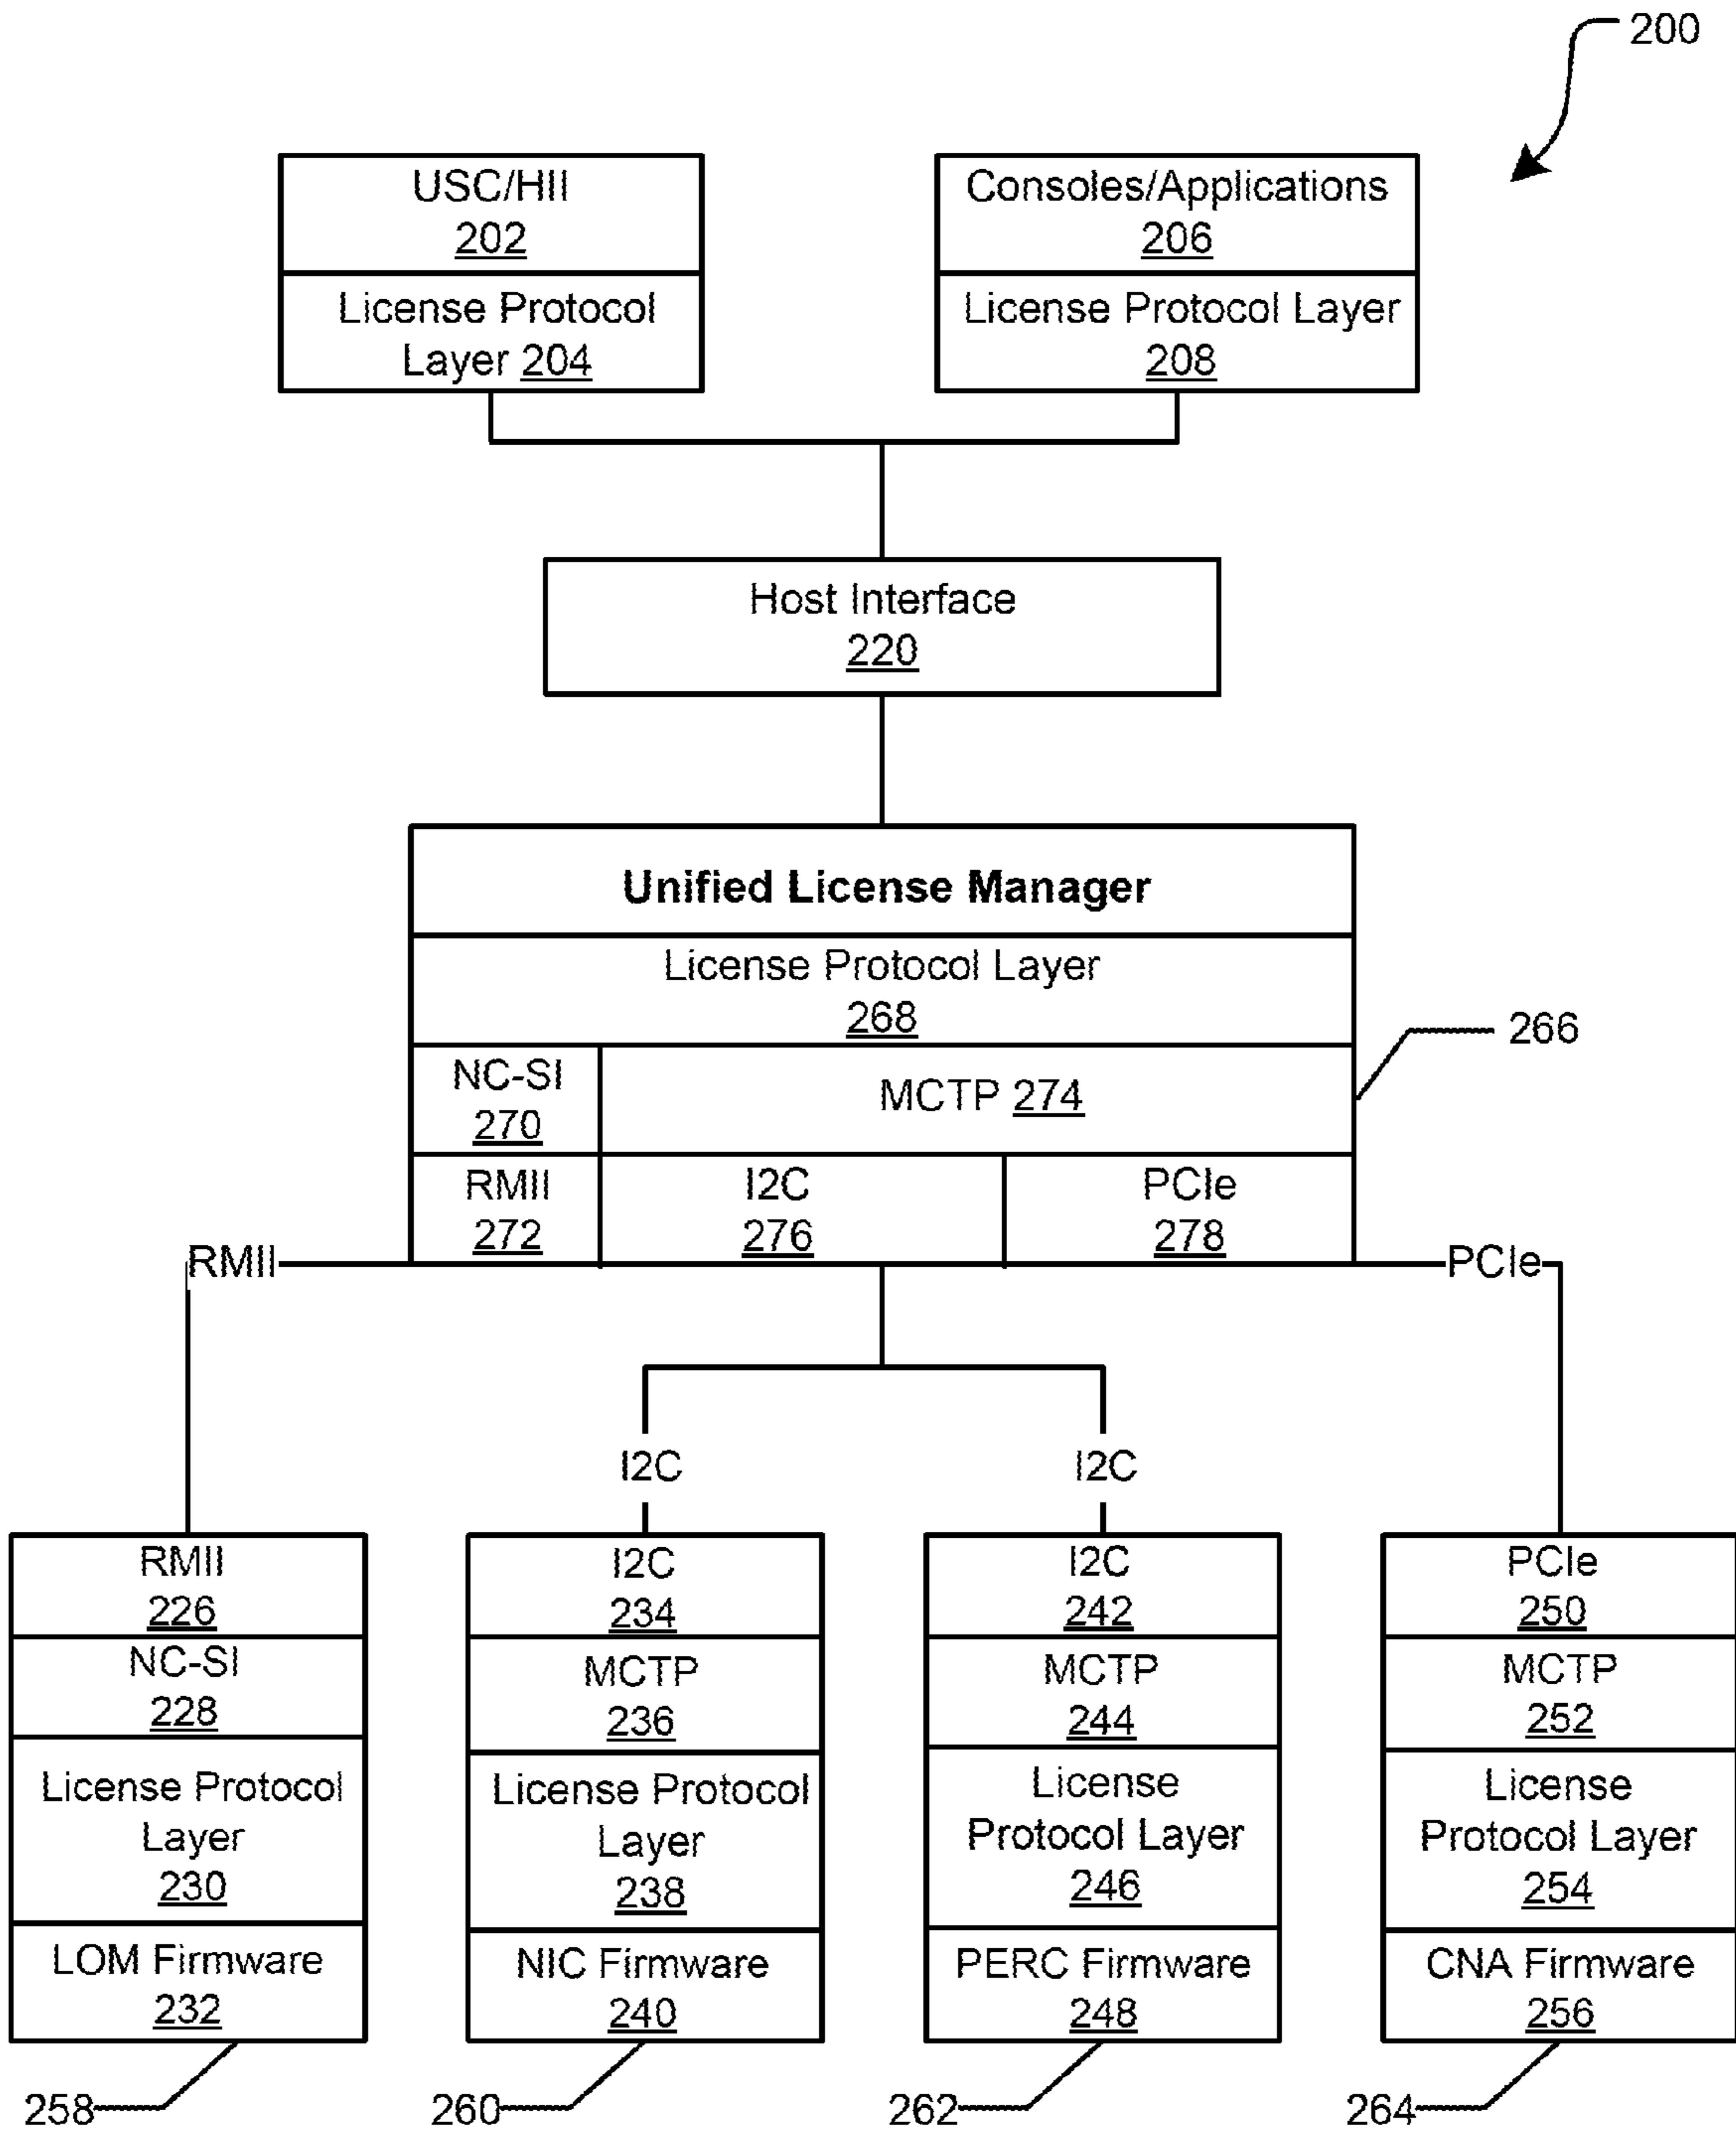 200
USC/HII
202
License Protocol
Layer 204
Consoles/Applications
206
License Protocol Layer
208
Host Interface
220
Unified License Manager
License Protocol Layer
268
266
NC-SI
270
MCTP 274
RMII
272
I2C
276
PCIe
278
RMII
PCIe
I2C
I2C
RMII
226
NC-SI
228
License Protocol
Layer
230
LOM Firmware
232
258
I2C
234
MCTP
236
License Protocol
Layer
238
NIC Firmware
240
260
I2C
242
MCTP
244
License
Protocol Layer
246
PERC Firmware
248
262
PCIe
250
MCTP
252
License
Protocol Layer
254
CNA Firmware
256
264